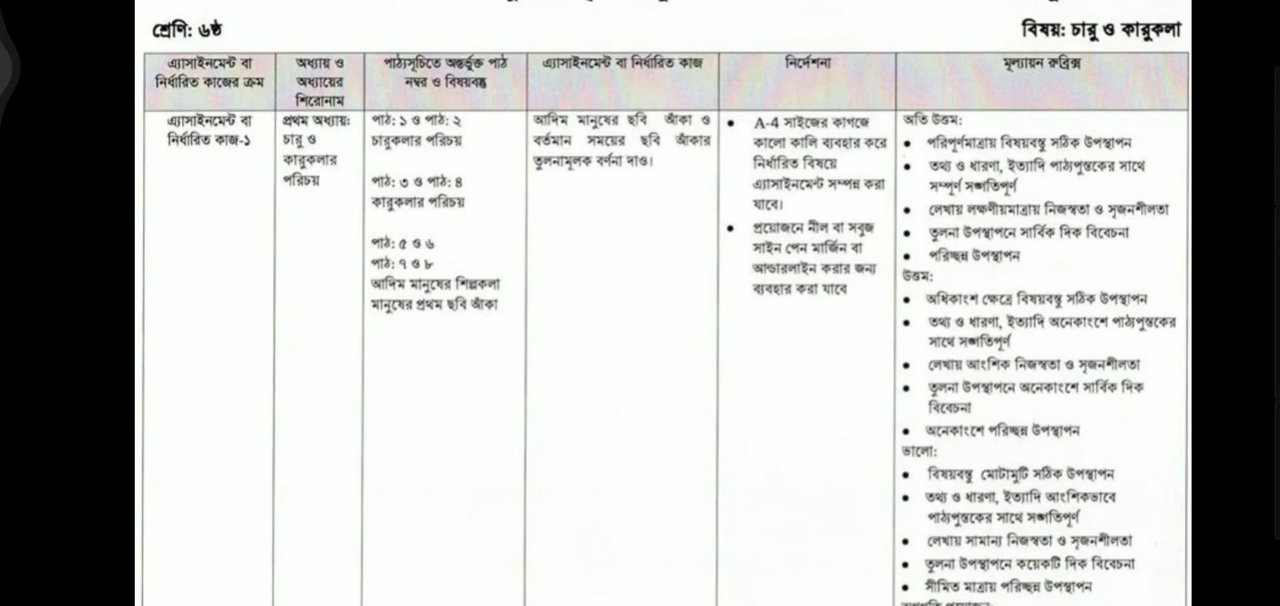 শ্রেণি: ৬ষ্ঠ
বিষয়: চারু ও কারুকলা
এ্যাসাইনমেন্ট বা
নির্ধারিত কাজের ক্রম
অধ্যায় ও
অধ্যায়ের
শিরোনাম
পাঠ্যসূচিতে অন্তর্ভুক্ত পাঠ
নম্বর ও বিষয়বস্তু
এ্যাসাইনমেন্ট বা নির্ধারিত কাজ
নির্দেশনা
মূল্যায়ন রুব্রিক্স
এ্যাসাইনমেন্ট বা
নির্ধারিত কাজ-১
প্রথম অধ্যায়:
চারু ও
কারুকলার
পরিচয়
পাঠ: ১ ও পাঠ: ২
চারুকলার পরিচয়
পাঠ: ৩ ও পাঠ: ৪
কারুকলার পরিচয়
পাঠ: ৫ ও ৬
পাঠ: ৭ ও ৮
আদিম মানুষের শিল্পকলা
মানুষের প্রথম ছবি আঁকা
আদিম মানুষের ছবি আঁকা ও
বর্তমান সময়ের ছবি আঁকার
তুলনামূলক বর্ণনা দাও।
• A-4 সাইজের কাগজে
কালো কালি ব্যবহার করে
নির্ধারিত বিষয়ে
এ্যাসাইনমেন্ট সম্পন্ন করা
যাবে।
• প্রয়োজনে নীল বা সবুজ
সাইন পেন মার্জিন বা
আন্ডারলাইন করার জন্য
ব্যবহার করা যাবে
অতি উত্তম:
• পরিপূর্ণমাত্রায় বিষয়বস্তু সঠিক উপস্থাপন
• তথ্য ও ধারণা, ইত্যাদি পাঠ্যপুস্তকের সাথে
সম্পূর্ণ সঙ্গতিপূর্ণ
• লেখায় লক্ষণীয়মাত্রায় নিজস্বতা ও সৃজনশীলতা
• তুলনা উপস্থাপনে সার্বিক দিক বিবেচনা
• পরিচ্ছন্ন উপস্থাপন
উত্তম:
• অধিকাংশ ক্ষেত্রে বিষয়বস্তু সঠিক উপস্থাপন
• তথ্য ও ধারণা, ইত্যাদি অনেকাংশে পাঠ্যপুস্তকের
সাথে সঙ্গতিপূর্ণ
• লেখায় আংশিক নিজস্বতা ও সৃজনশীলতা
• তুলনা উপস্থাপনে অনেকাংশে সার্বিক দিক
বিবেচনা
• অনেকাংশে পরিচ্ছন্ন উপস্থাপন
ভালো:
• বিষয়বস্তু মোটামুটি সঠিক উপস্থাপন
• তথ্য ও ধারণা, ইত্যাদি আংশিকভাবে
পাঠ্যপুস্তকের সাথে সঙ্গতিপূর্ণ
• লেখায় সামান্য নিজস্বতা ও সৃজনশীলতা
• তুলনা উপস্থাপনে কয়েকটি দিক বিবেচনা
• সীমিত মাত্রায় পরিচ্ছন্ন উপস্থাপন